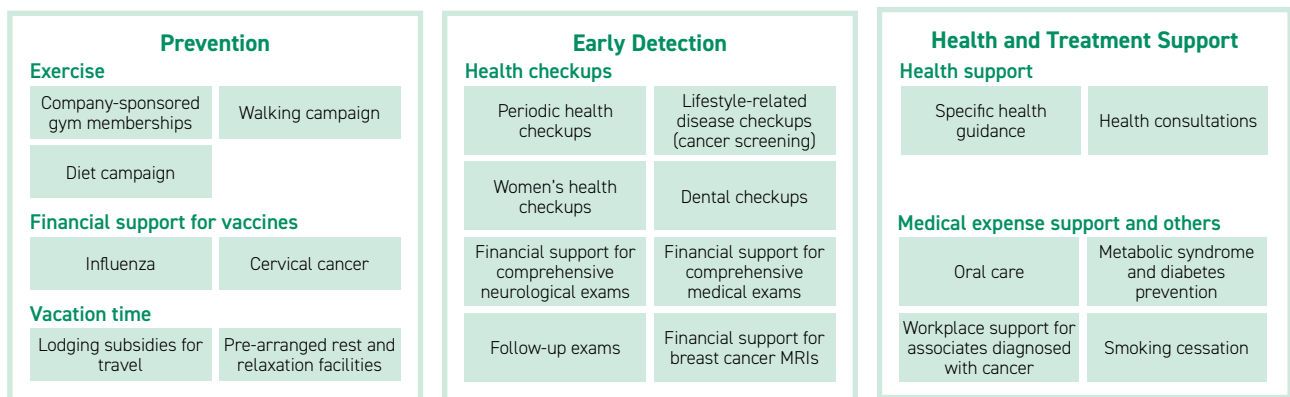 Prevention
Exercise
Company-sponsored
gym memberships
Walking campaign
Diet campaign
Financial support for vaccines
Influenza
Cervical cancer
Vacation time
Lodging subsidies for
travel
Pre-arranged rest and
relaxation facilities
Early Detection
Health checkups
Periodic health
checkups
Lifestyle-related
disease checkups
(cancer screening)
Women's health
checkups
Dental checkups
Financial support for
comprehensive
neurological exams
Financial support for
comprehensive
medical exams
Follow-up exams
Financial support for
breast cancer MRIs
Health and Treatment Support
Health support
Specific health
guidance
Health consultations
Medical expense support and others
Oral care
Metabolic syndrome
and diabetes
prevention
Workplace support for
associates diagnosed
with cancer
Smoking cessation